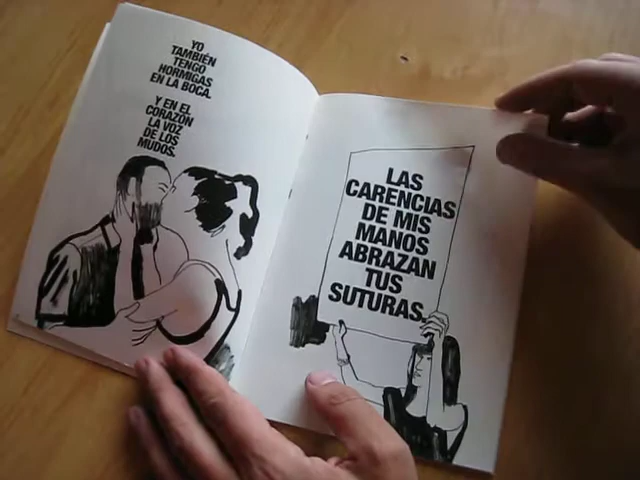 YO
TAMBIÉN
TENGO
HORMIGAS
EN LA BOCA.
Y EN EL
CORAZÓN
LA VOZ
DE LOS
MUDOS.
LAS
CARENCIAS
DE MIS
MANOS
ABRAZAN
TUS
SUTURAS.